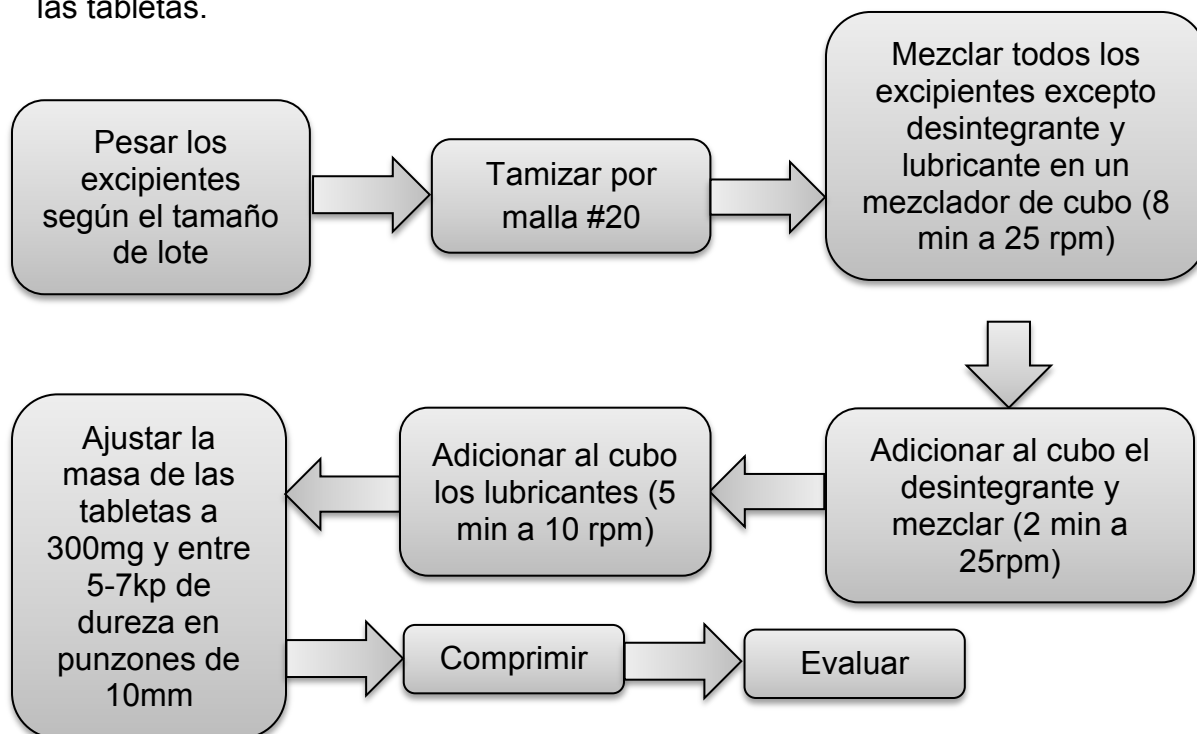 las tabletas.
Pesar los
excipientes
según el tamaño
de lote
Tamizar por
malla #20
Mezclar todos los
excipientes excepto
desintegrante y
lubricante en un
mezclador de cubo (8
min a 25 rpm)
Adicionar al cubo el
desintegrante y
mezclar (2 min a
25rpm)
Adicionar al cubo
los lubricantes (5
min a 10 rpm)
Ajustar la
masa de las
tabletas a
300mg y entre
5-7kp de
dureza en
punzones de
10mm
Comprimir
Evaluar